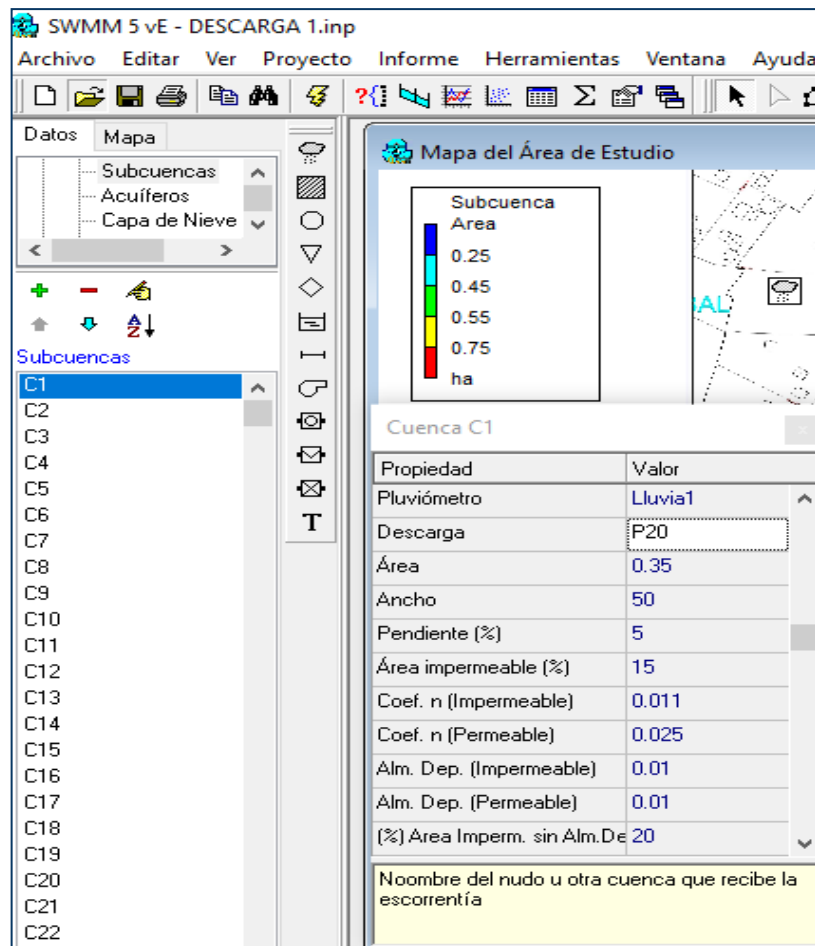 SWMM 5 vE - DESCARGA 1.inp
Archivo Editar Ver Proyecto Informe Herramientas Ventana Ayuda
Datos Mapa
Subcuencas
Acuíferos
Capa de Nieve
Subcuencas
C1
C2
C3
C4
C5
C6
C7
C8
C9
C10
C11
C12
C13
C14
C15
C16
C17
C18
C19
C20
C21
C22
T
Mapa del Área de Estudio
Subcuenca
Area
0.25
0.45
0.55
0.75
ha
BAL
Cuenca C1
Propiedad Valor
Pluviómetro Lluvia1
Descarga P20
Área 0.35
Ancho 50
Pendiente (%) 5
Área impermeable (%) 15
Coef. n (Impermeable) 0.011
Coef. n (Permeable) 0.025
Alm. Dep. (Impermeable) 0.01
Alm. Dep. (Permeable) 0.01
(%) Area Imperm. sin Alm.De 20
Noombre del nudo u otra cuenca que recibe la
escorrentía